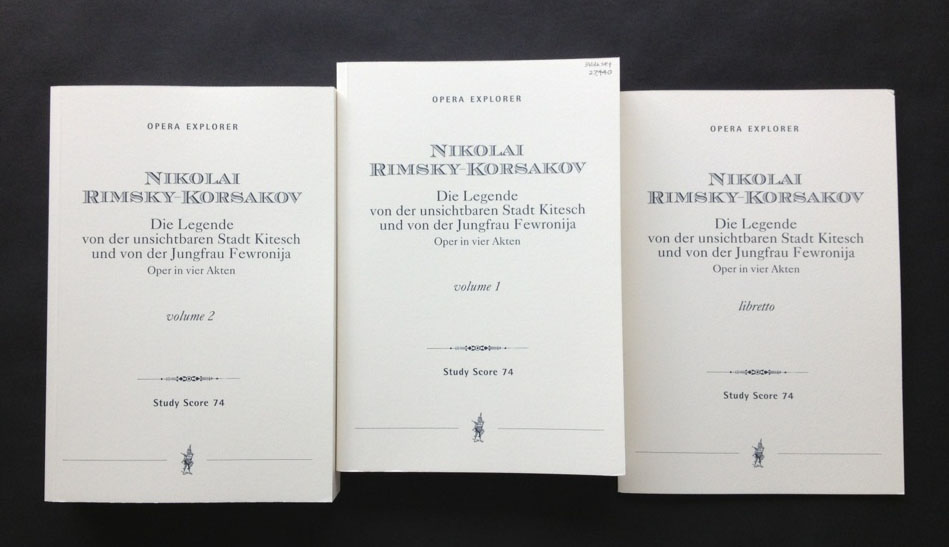 OPERA EXPLORER
NIKOLAI
RIMSKY-KORSAKOV
Die Legende
von der unsichtbaren Stadt Kitesch
und von der Jungfrau Fewronija
Oper in vier Akten
volume 2
Study Score 74
OPERA EXPLORER
NIKOLAI
RIMSKY-KORSAKOV
Die Legende
von der unsichtbaren Stadt Kitesch
und von der Jungfrau Fewronija
Oper in vier Akten
volume 1
Study Score 74
OPERA EXPLORER
NIKOLAI
RIMSKY-KORSAKOV
Die Legende
von der unsichtbaren Stadt Kitesch
und von der Jungfrau Fewronija
Oper in vier Akten
libretto
Study Score 74